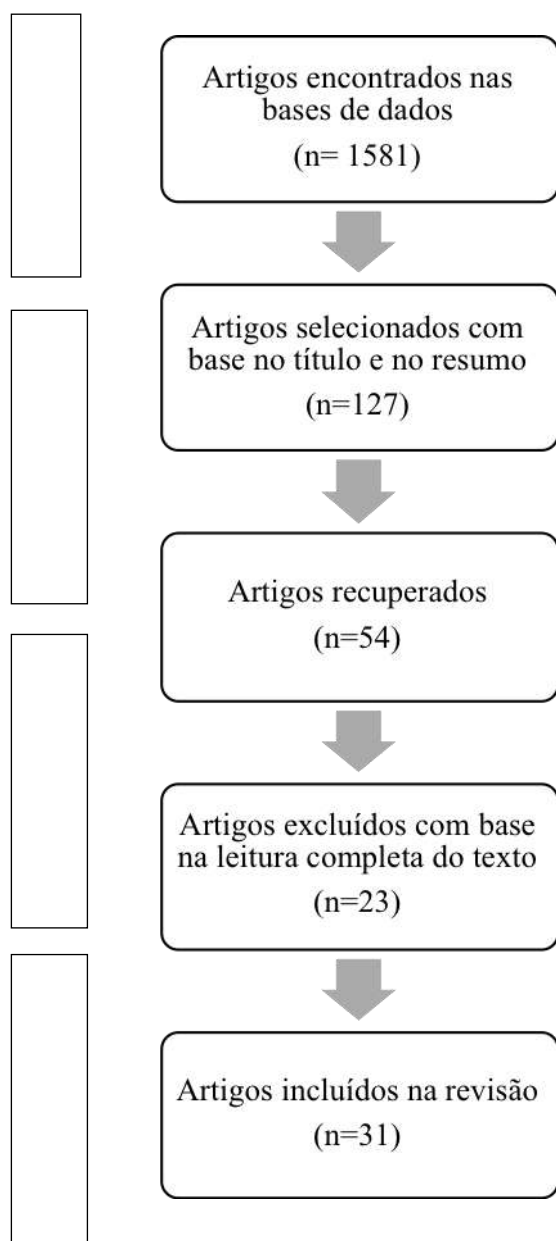 Artigos encontrados nas
bases de dados
(n= 1581)
Artigos selecionados com
base no título e no resumo
(n=127)
Artigos recuperados
(n=54)
Artigos excluídos com base
na leitura completa do texto
(n=23)
Artigos incluídos na revisão
(n=31)